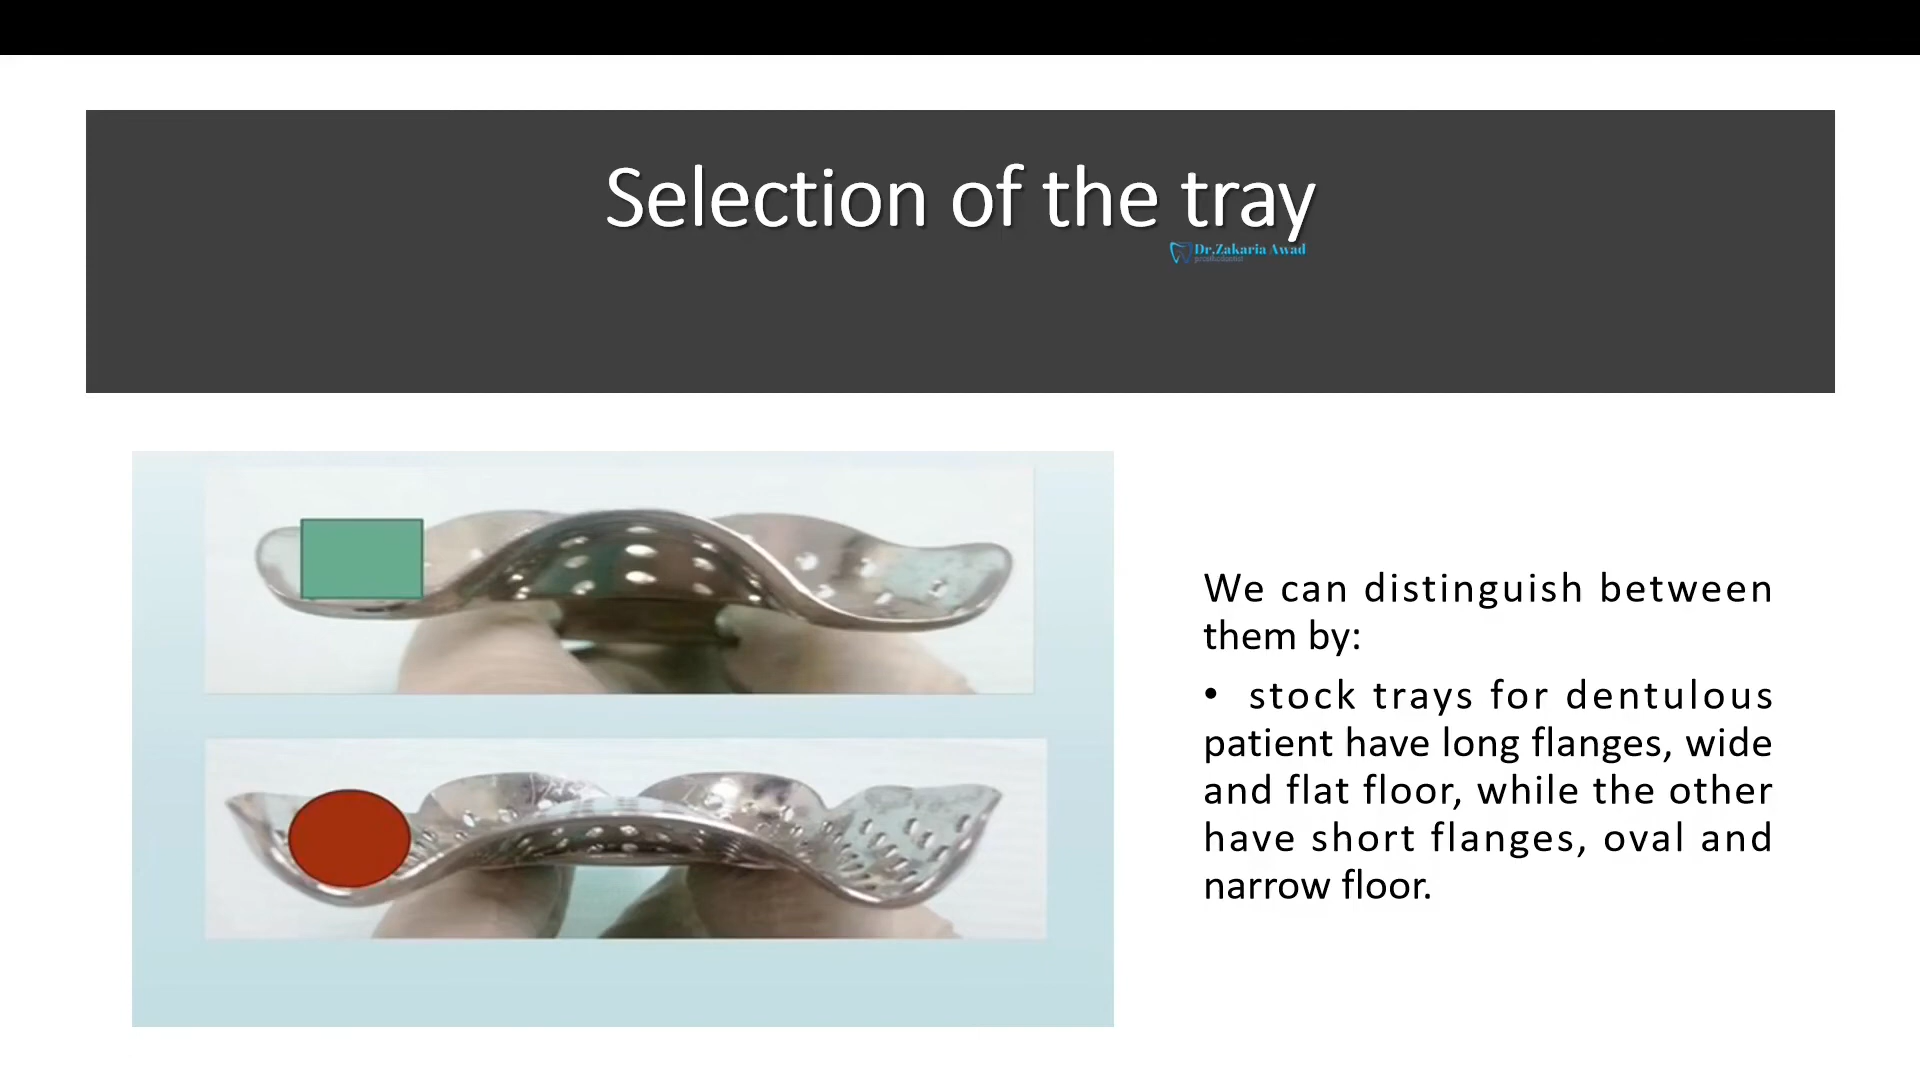 Selection of the tray
Dr.Zakaria Awad
prosthodontist
We can distinguish between
them by:
• stock trays for dentulous
patient have long flanges, wide
and flat floor, while the other
have short flanges, oval and
narrow floor.